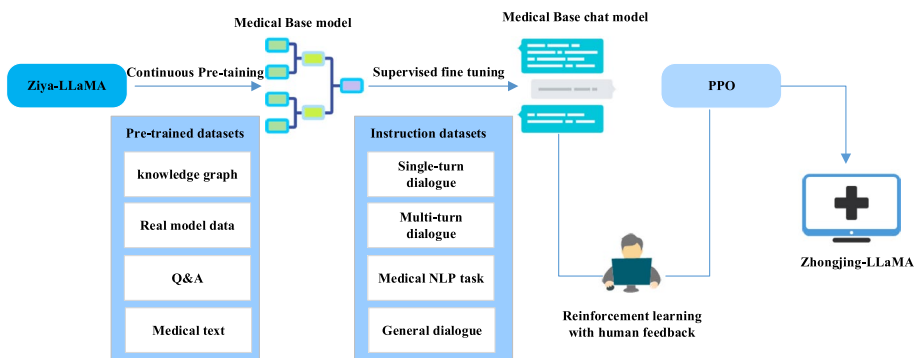 Medical Base model
Medical Base chat model
Ziya-LLaMA
Continuous Pre-taining
Supervised fine tuning
PPO
Pre-trained datasets
knowledge graph
Real model data
Q&A
Medical text
Instruction datasets
Single-turn
dialogue
Multi-turn
dialogue
Medical NLP task
General dialogue
Reinforcement learning
with human feedback
Zhongjing-LLaMA